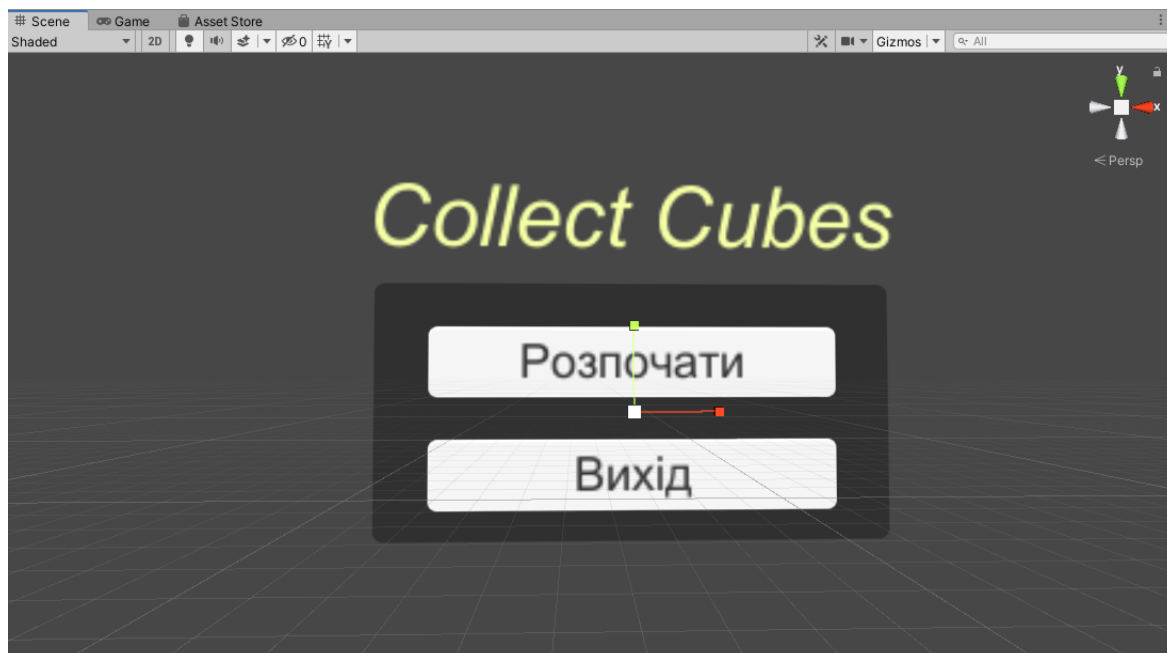 Scene Game Asset Store
Shaded 2D 0 Gizmos All
y
x
Persp
Collect Cubes
Розпочати
Вихід